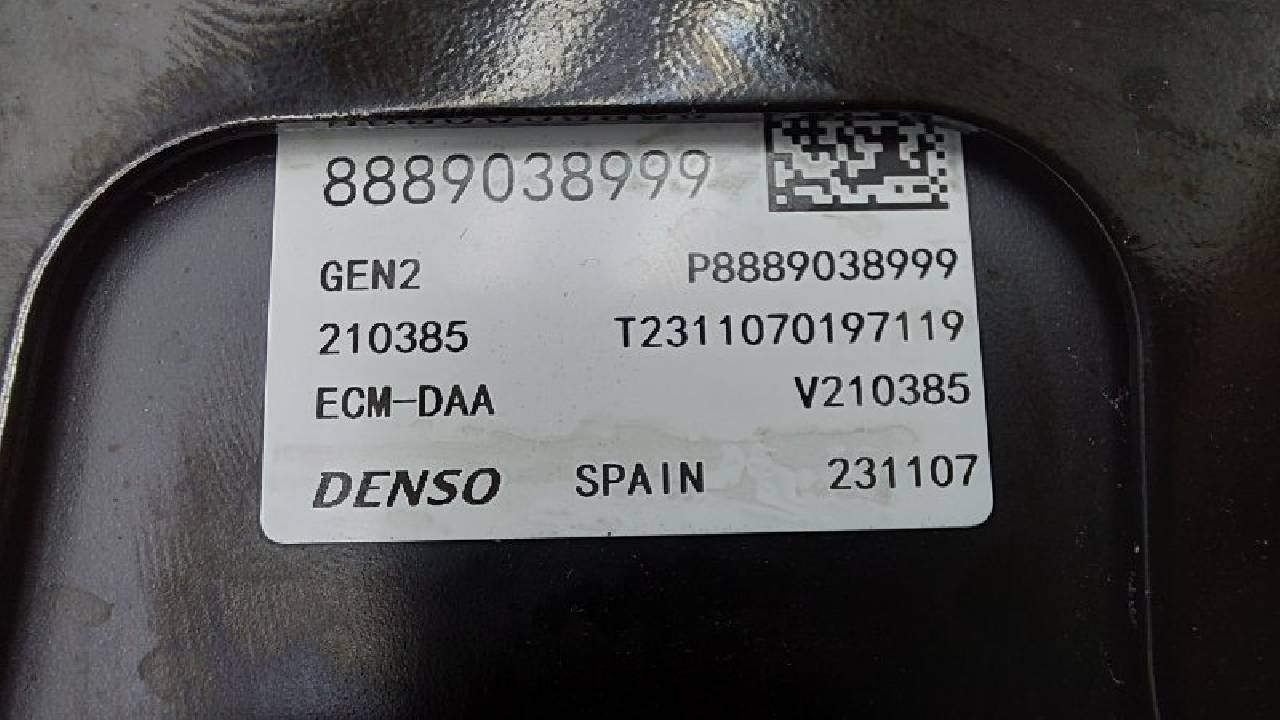 8889038999
GEN2 P8889038999
210385 T2311070197119
ECM-DAA V210385
DENSO SPAIN 231107